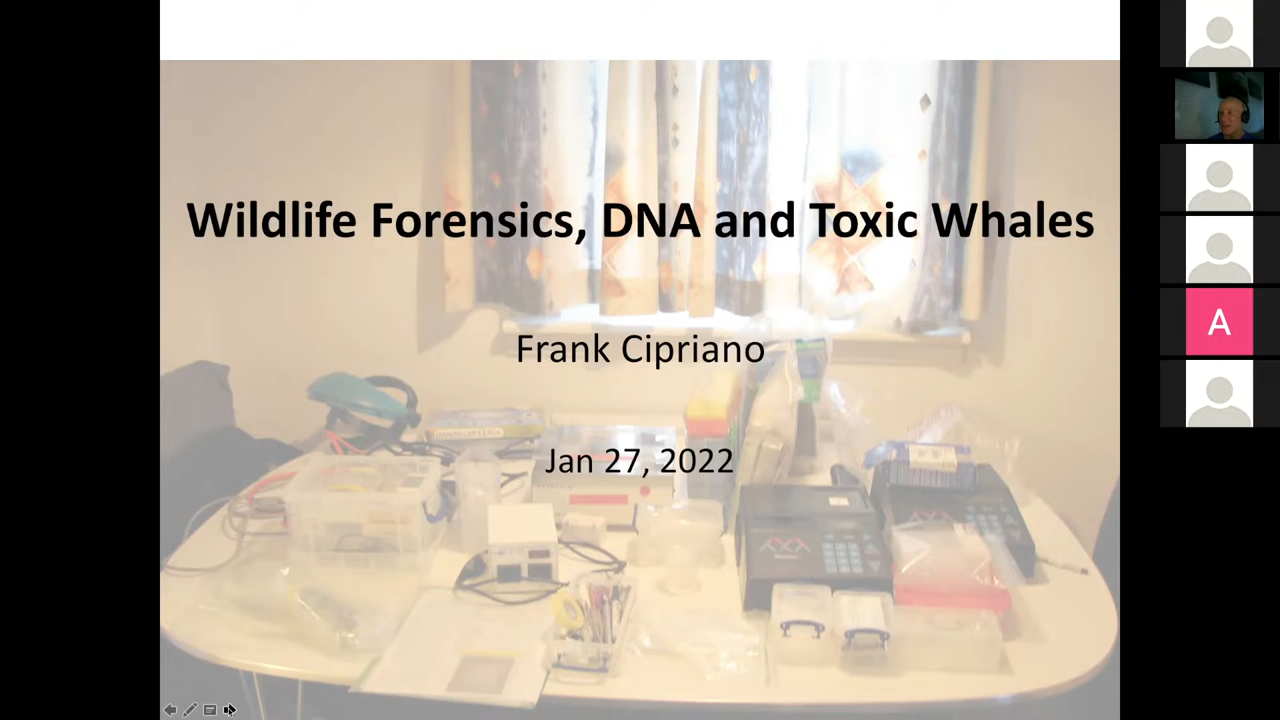 Wildlife Forensics, DNA and Toxic Whales
Frank Cipriano
Jan 27, 2022
A